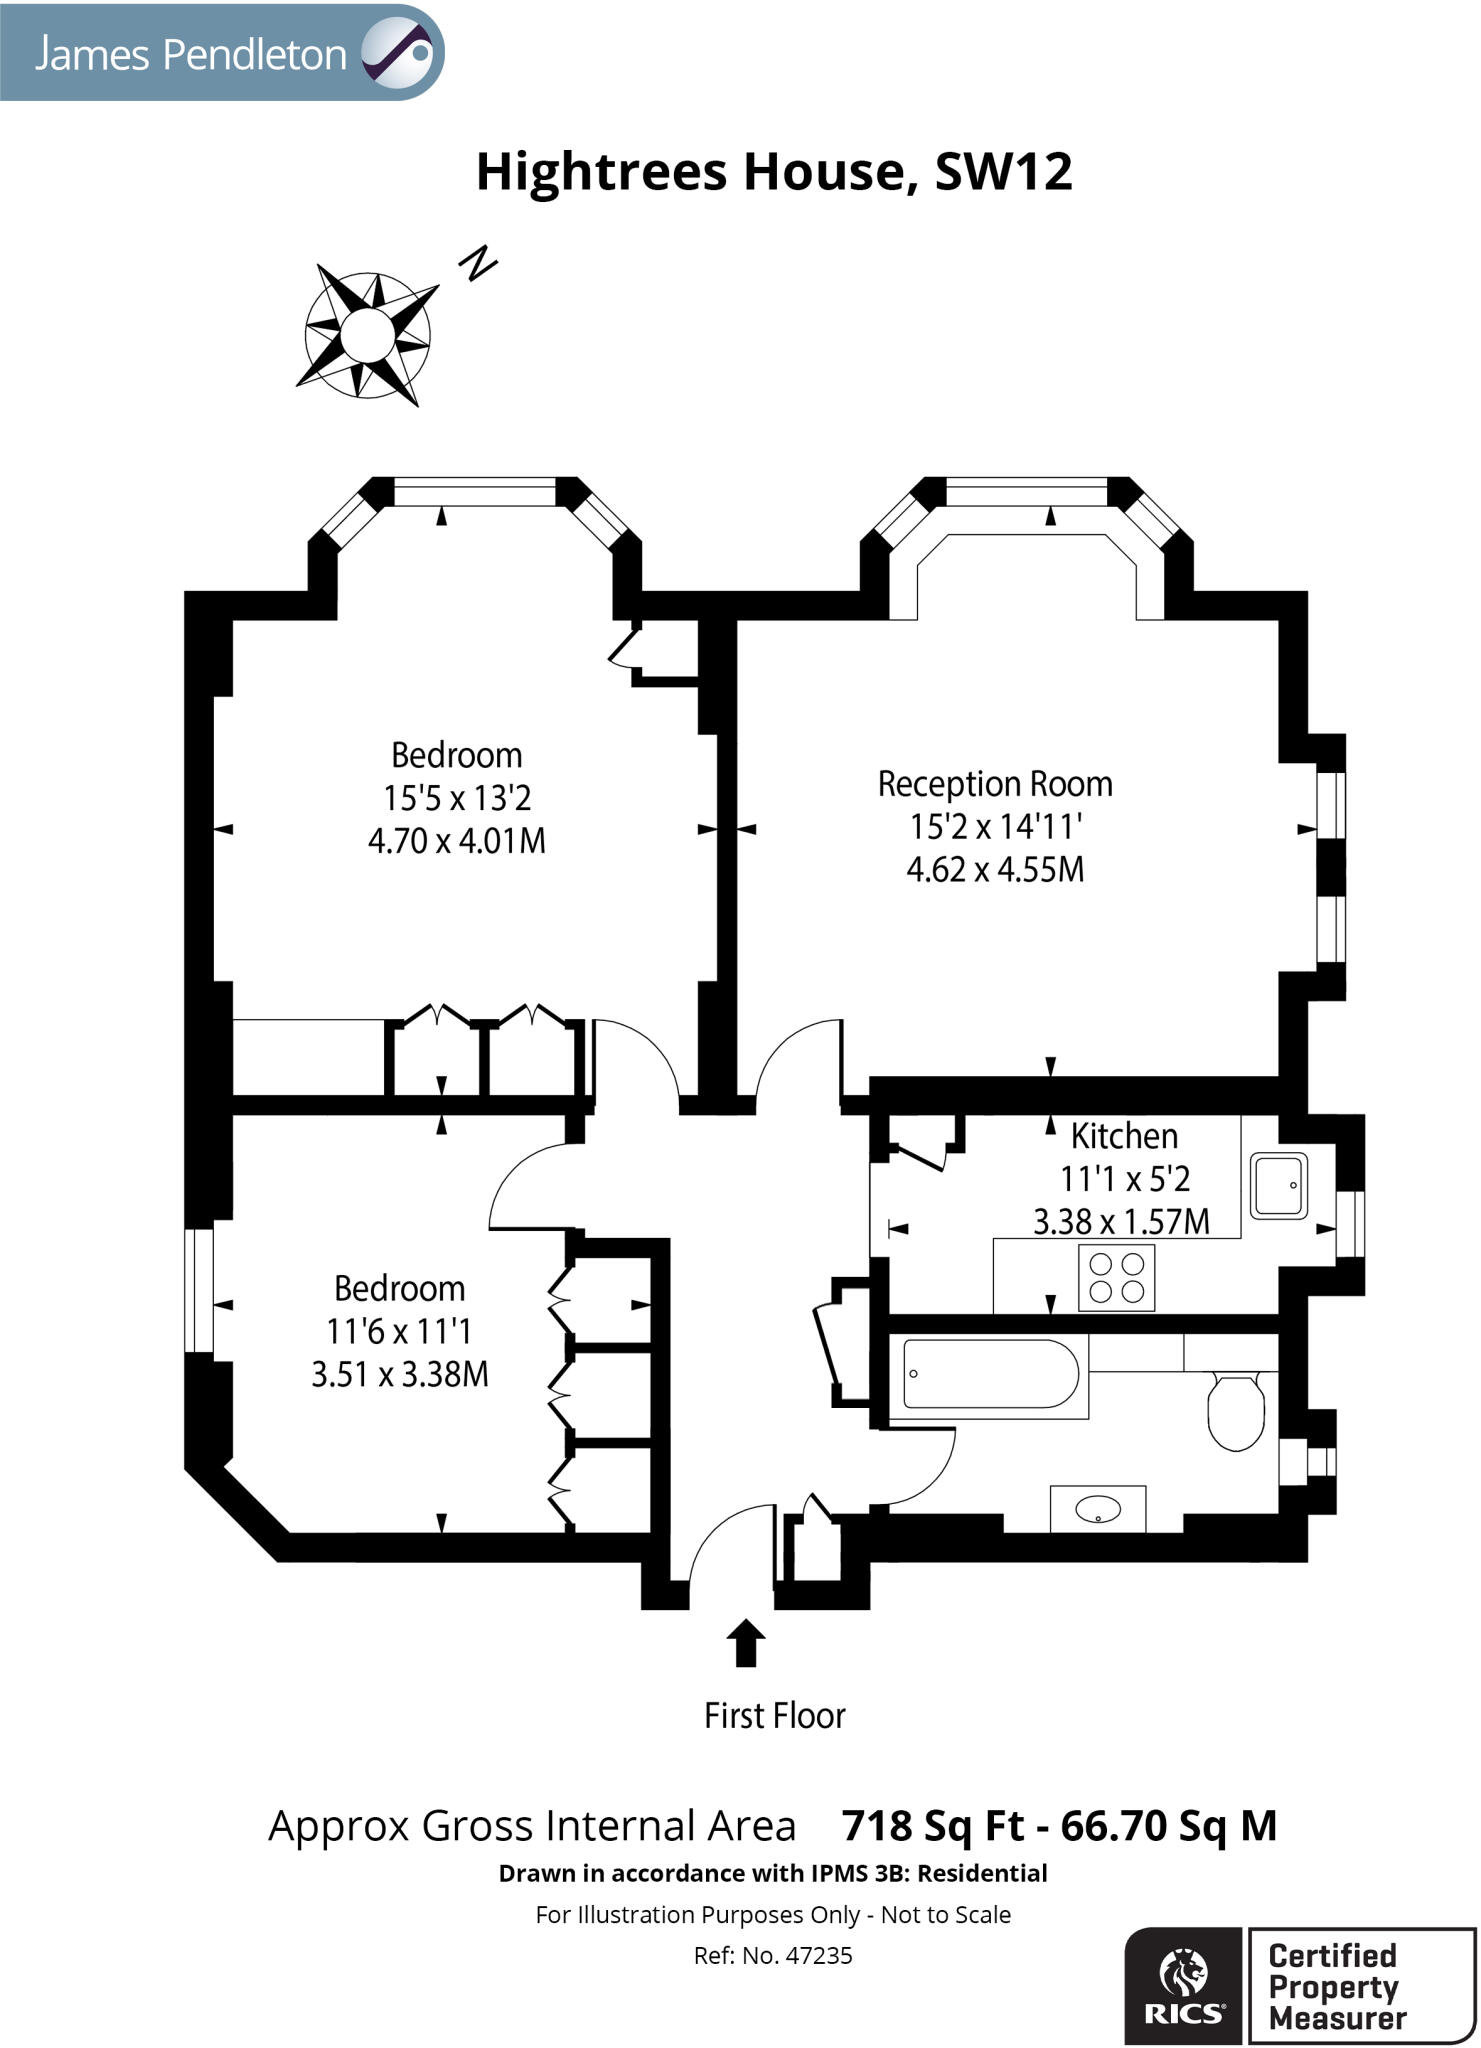 James Pendleton
Hightrees House, SW12
N
Bedroom
15'5 x 13'2
4.70 x 4.01M
Reception Room
15'2 x 14'11'
4.62 x 4.55M
Kitchen
11'1 x 5'2
3.38 x 1.57M
Bedroom
11'6 x 11'1
3.51 x 3.38M
First Floor
Approx Gross Internal Area 718 Sq Ft - 66.70 Sq M
Drawn in accordance with IPMS 3B: Residential
For Illustration Purposes Only - Not to Scale
Ref: No. 47235
RICS®
Certified
Property
Measurer